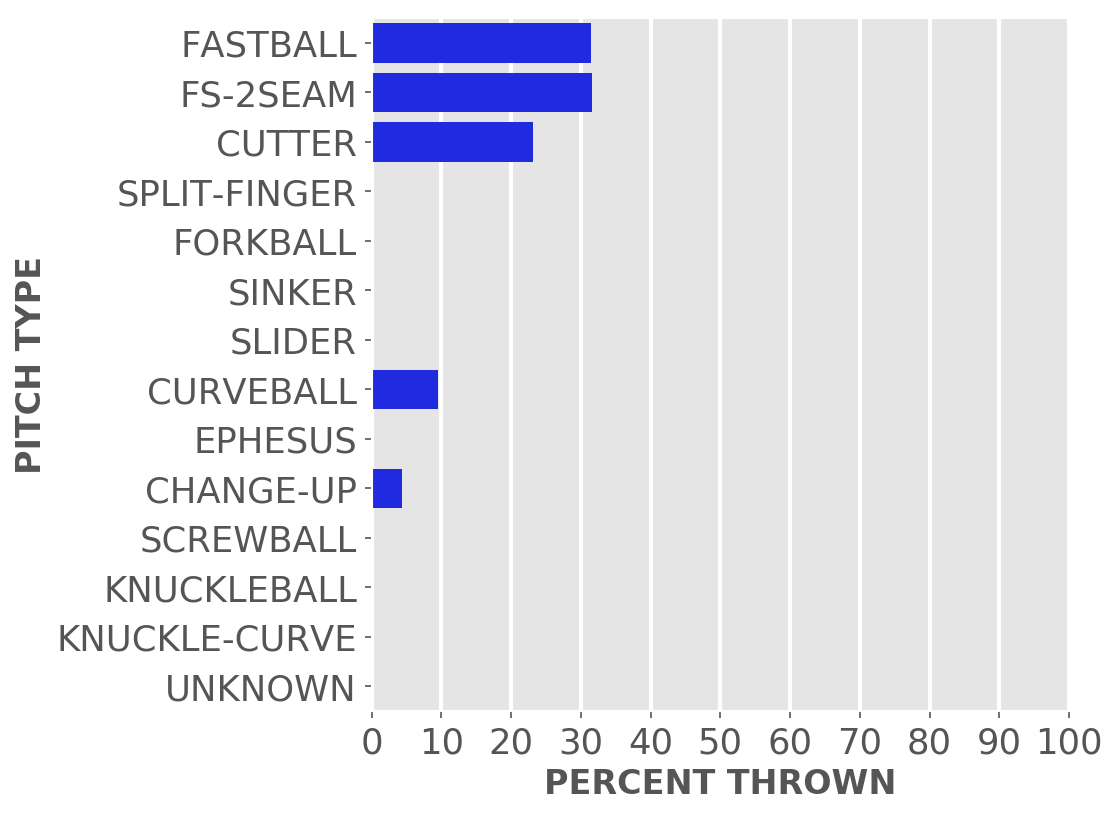 FASTBALL
FS-2SEAM
CUTTER
SPLIT-FINGER
FORKBALL
SINKER
SLIDER
CURVEBALL
EPHESUS
CHANGE-UP
SCREWBALL
KNUCKLEBALL
KNUCKLE-CURVE
UNKNOWN
PITCH TYPE
0 10 20 30 40 50 60 70 80 90 100
PERCENT THROWN